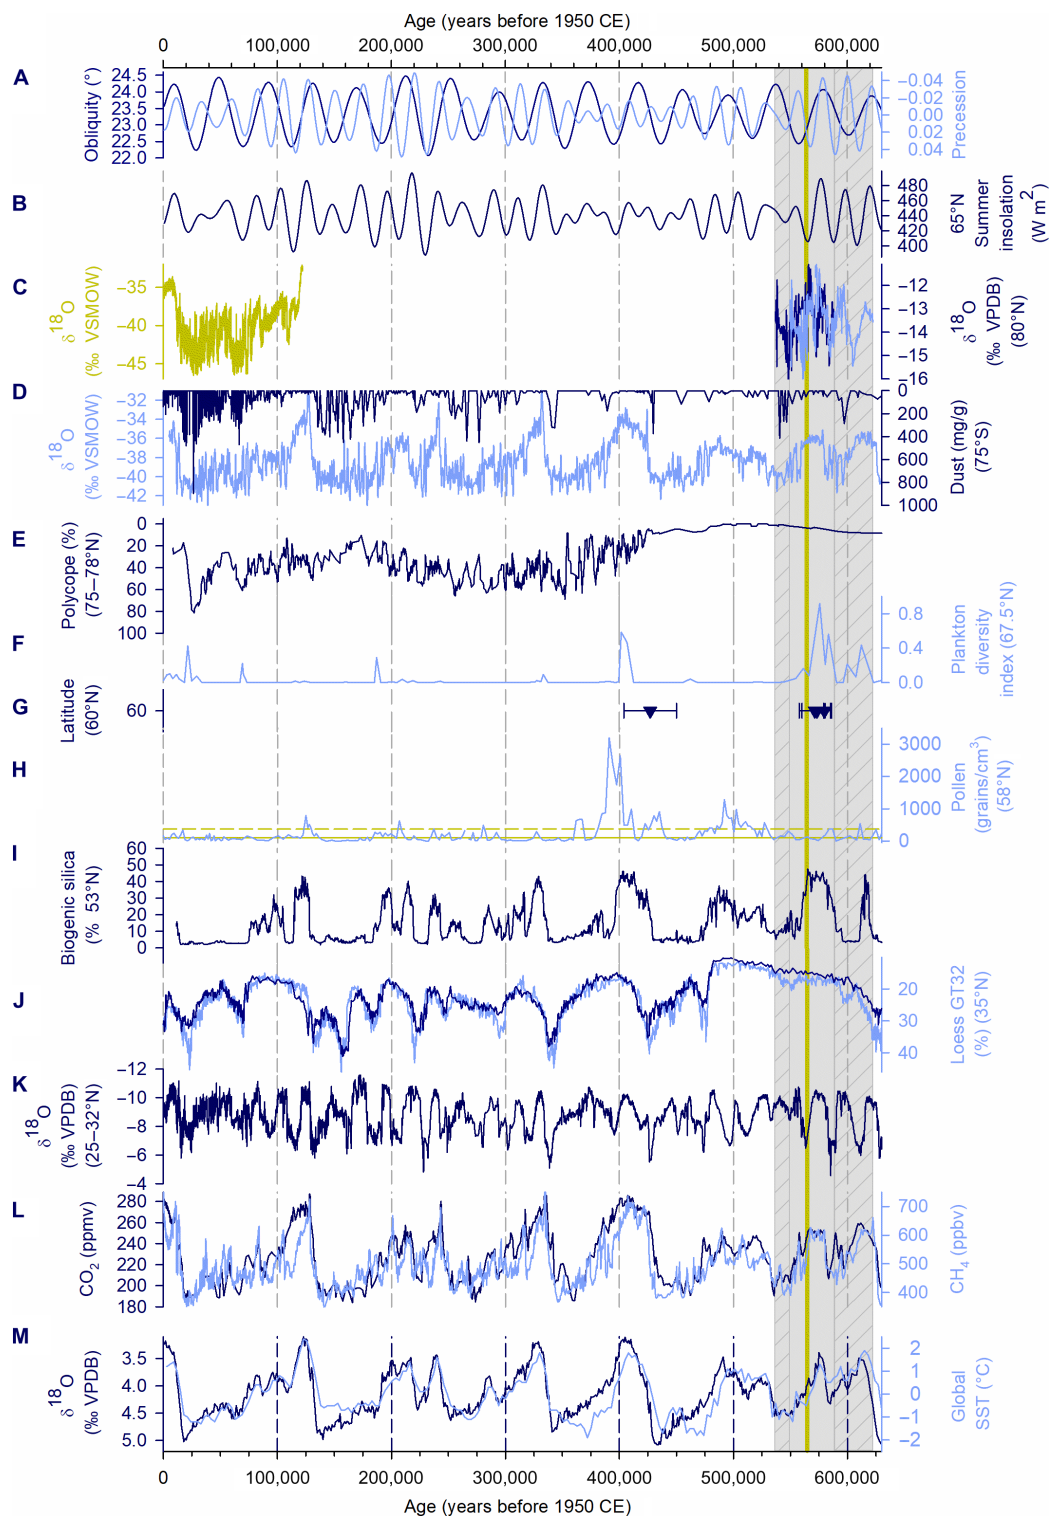 Age (years before 1950 CE)
0 100,000 200,000 300,000 400,000 500,000 600,000
A
Obliquity (°)
24.5
23.5
23.0
22.5
22.0
−0.04
−0.02
0.00
0.02
0.04
Precession
B
480
440
420
400
65°N
Summer
insolation
(W m²)
C
δ18O
(‰ VSMOW)
−35
−40
−45
−12
−13
−14
−15
−16
δ18O
(‰ VPDB)
(80°N)
D
δ18O
(‰ VSMOW)
−32
−34
−36
−38
−40
−42
0
200
400
600
800
1000
Dust (mg/g)
(75°S)
E
Polycope (%)
(75–78°N)
0
20
40
60
80
100
F
0.8
0.4
0.0
Plankton
diversity
index (67.5°N)
G
Latitude
(60°N)
60
H
3000
2000
1000
0
Pollen
(grains/cm3)
(58°N)
I
Biogenic silica
(% 53°N)
60
50
40
30
20
10
0
J
20
30
40
Loess GT32
(%) (35°N)
K
δ18O
(‰ VPDB)
(25–32°N)
−12
−10
−8
−6
−4
L
CO2 (ppmv)
280
260
240
220
200
180
700
600
500
400
CH4 (ppbv)
M
δ18O
(‰ VPDB)
3.5
4.0
4.5
5.0
2
1
0
−1
−2
Global
SST (°C)
0 100,000 200,000 300,000 400,000 500,000 600,000
Age (years before 1950 CE)